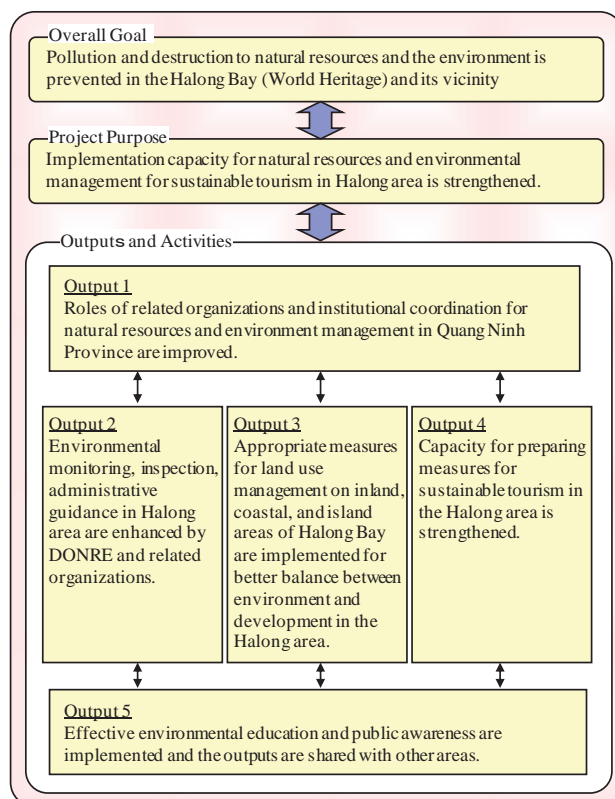 Overall Goal
Pollution and destruction to natural resources and the environment is
prevented in the Halong Bay (World Heritage) and its vicinity
Project Purpose
Implementation capacity for natural resources and environmental
management for sustainable tourism in Halong area is strengthened.
Outputs and Activities
Output 1
Roles of related organizations and institutional coordination for
natural resources and environment management in Quang Ninh
Province are improved.
Output 2
Environmental
monitoring, inspection,
administrative
guidance in Halong
area are enhanced by
DONRE and related
organizations.
Output 3
Appropriate measures
for land use
management on inland,
coastal, and island
areas of Halong Bay
are implemented for
better balance between
environment and
development in the
Halong area.
Output 4
Capacity for preparing
measures for
sustainable tourism in
the Halong area is
strengthened.
Output 5
Effective environmental education and public awareness are
implemented and the outputs are shared with other areas.